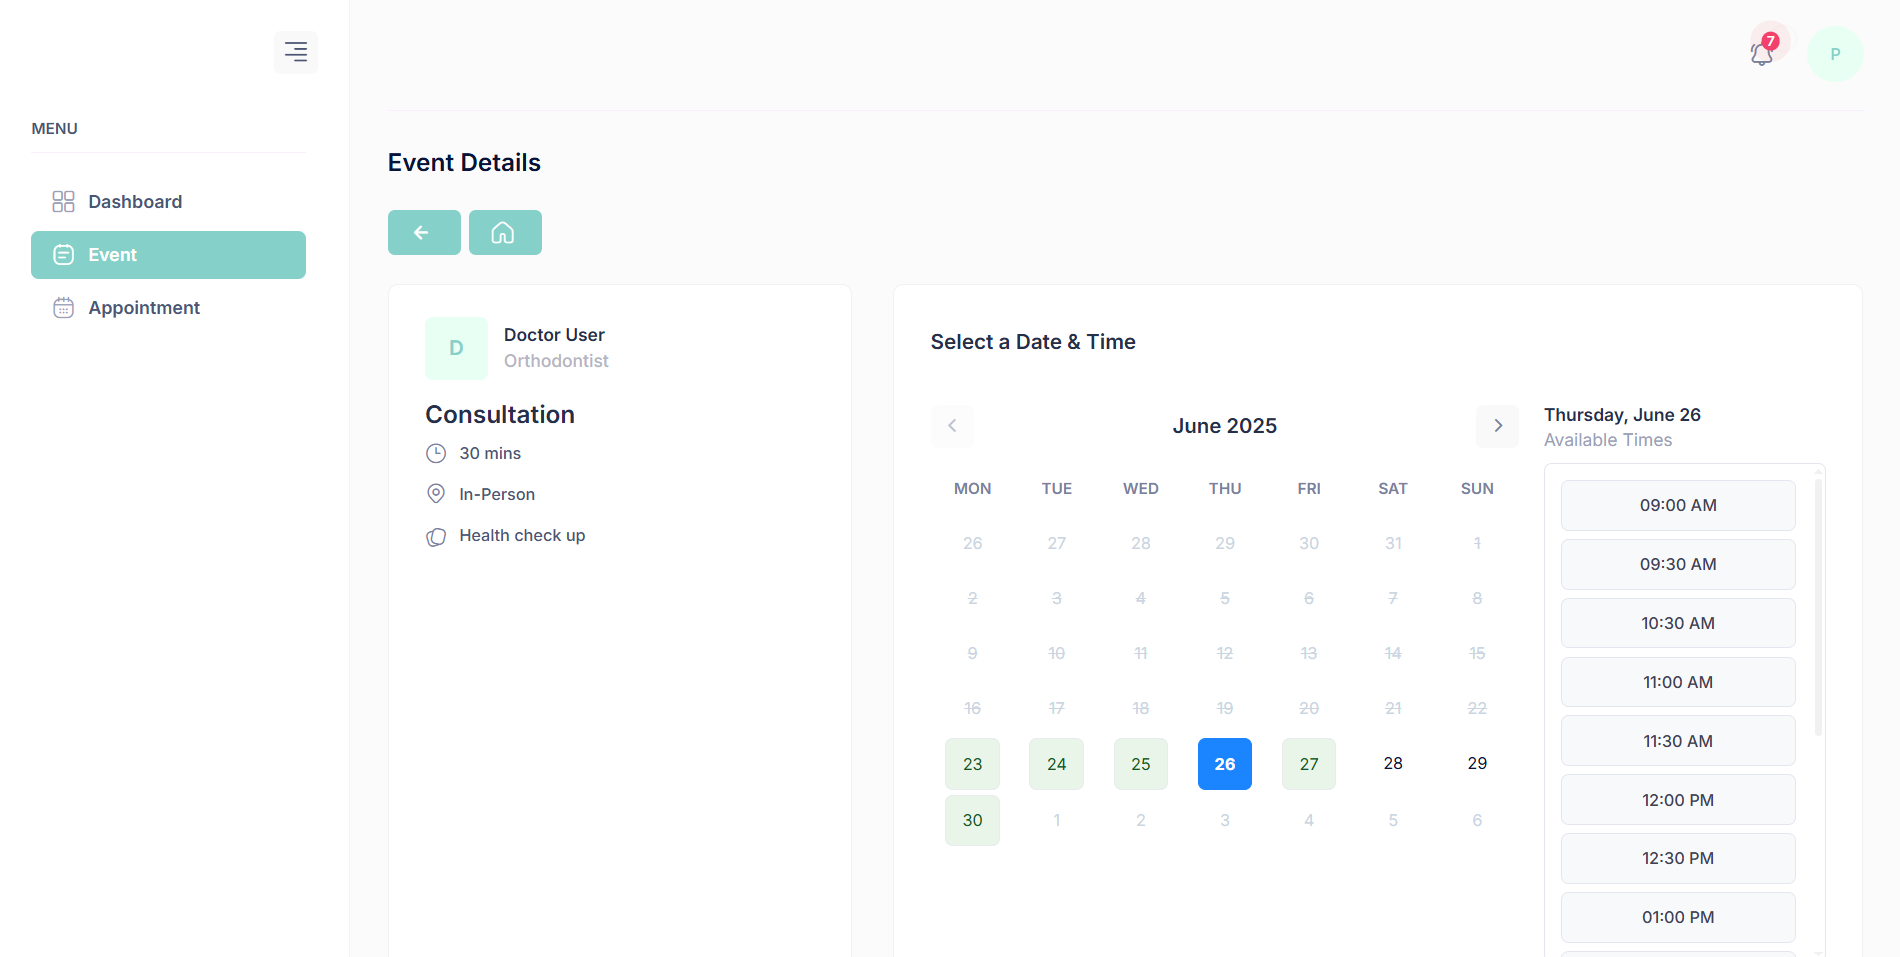 7
P
MENU
Dashboard
Event
Appointment
Event Details
D
Doctor User
Orthodontist
Consultation
30 mins
In-Person
Health check up
Select a Date & Time
June 2025
MON TUE WED THU FRI SAT SUN
26 27 28 29 30 31 1
2 3 4 5 6 7 8
9 10 11 12 13 14 15
16 17 18 19 20 21 22
23 24 25 26 27 28 29
30 1 2 3 4 5 6
Thursday, June 26
Available Times
09:00 AM
09:30 AM
10:30 AM
11:00 AM
11:30 AM
12:00 PM
12:30 PM
01:00 PM